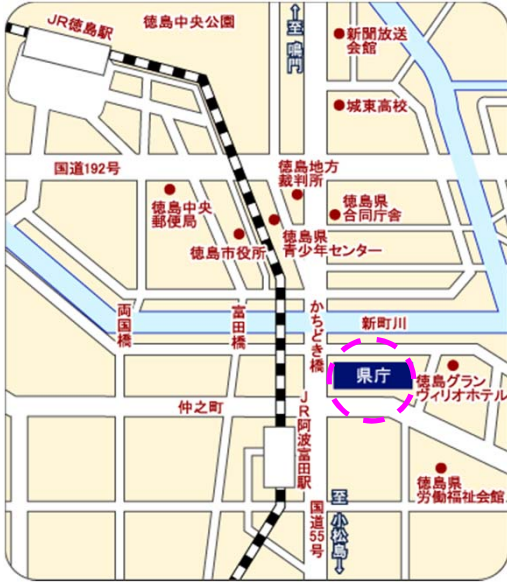 JR徳島駅
徳島中央公園
↑至 鳴門
新聞放送
会館
城東高校
国道192号
徳島地方
裁判所
徳島中央
郵便局
徳島県
合同庁舎
徳島市役所
徳島県
青少年センター
両国橋
富田橋
かちどき橋
新町川
県庁
徳島グラン
ヴィリオホテル
仲之町
JR阿波富田駅
徳島県
労働福祉会館
国道55号
至 小松島↓